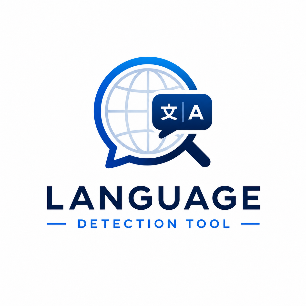 文 | A
LANGUAGE
DETECTION TOOL